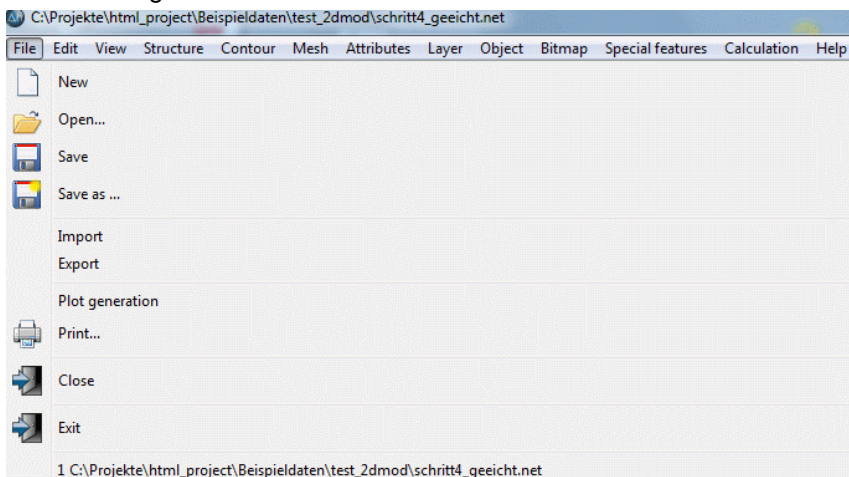 C:\Projekte\html_project\Beispieldaten\test_2dmod\schritt4_geeicht.net
File Edit View Structure Contour Mesh Attributes Layer Object Bitmap Special features Calculation Help
New
Open...
Save
Save as ...
Import
Export
Plot generation
Print...
Close
Exit
1 C:\Projekte\html_project\Beispieldaten\test_2dmod\schritt4_geeicht.net